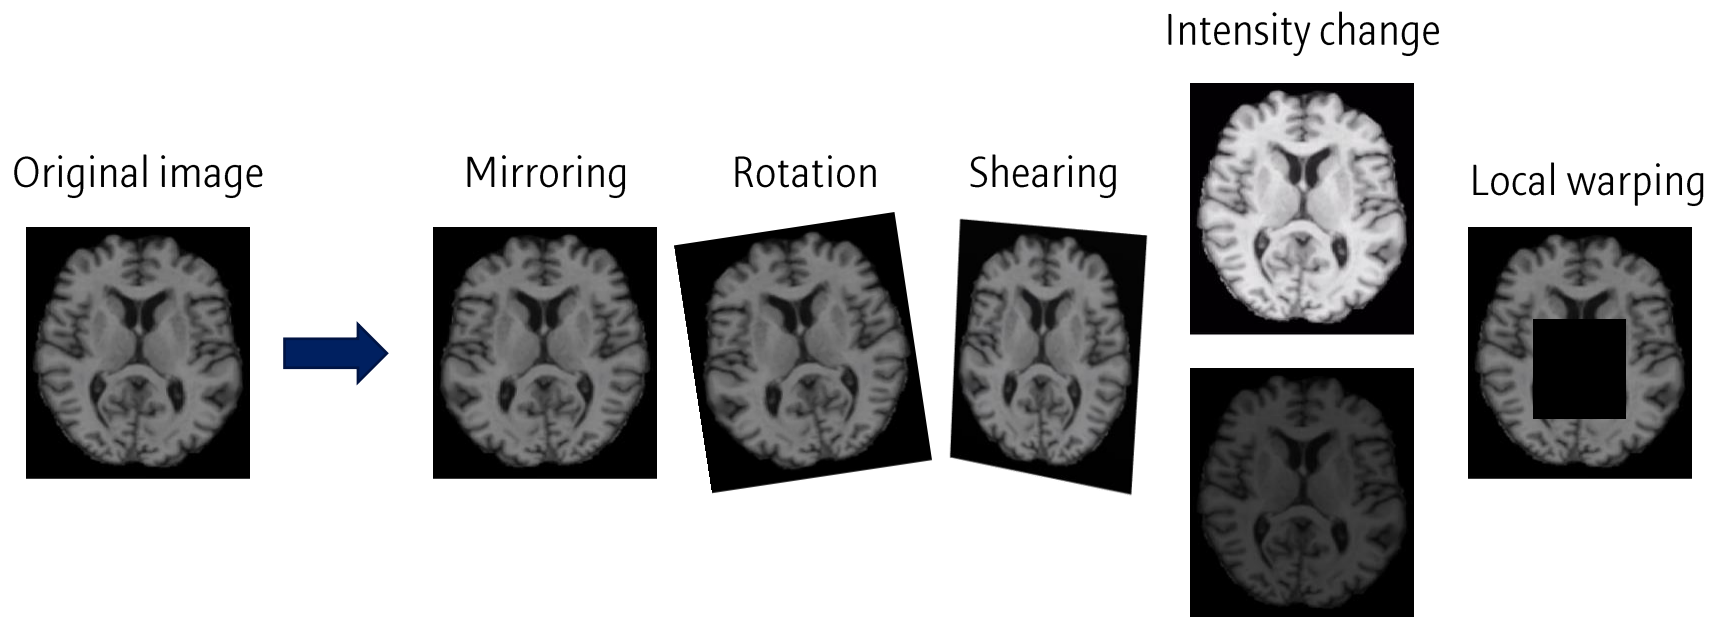 Intensity change
Original image
Mirroring
Rotation
Shearing
Local warping